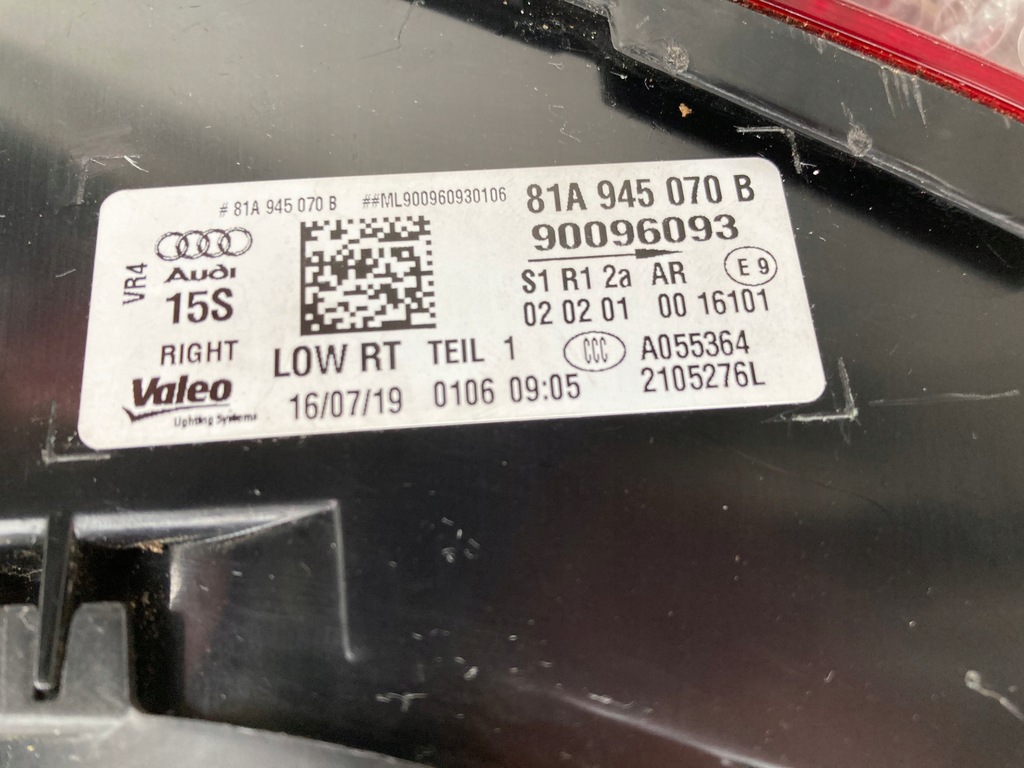 # 81A 945 070 B ##ML900960930106 81A 945 070 B
90096093
VR4
Audi
15S
S1 R1 2a AR E 9
02 02 01 00 16101
RIGHT LOW RT TEIL 1 CCC A055364
Valeo 16/07/19 0106 09:05 2105276L
Lighting Systems